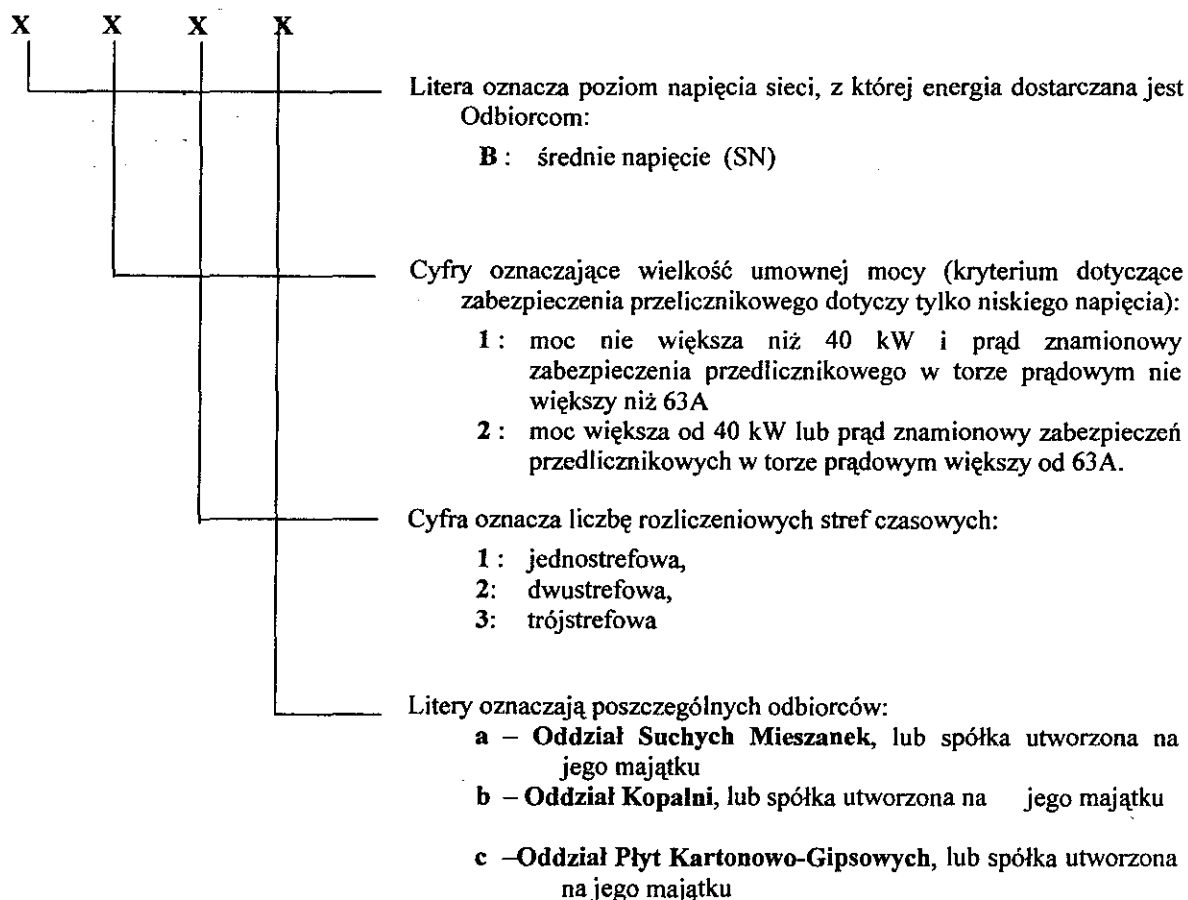 X X X X
Litera oznacza poziom napięcia sieci, z której energia dostarczana jest
Odbiorcom:
B : średnie napięcie (SN)
Cyfry oznaczające wielkość umownej mocy (kryterium dotyczące
zabezpieczenia przelicznikowego dotyczy tylko niskiego napięcia):
1 : moc nie większa niż 40 kW i prąd znamionowy
zabezpieczenia przedlicznikowego w torze prądowym nie
większy niż 63A
2 : moc większa od 40 kW lub prąd znamionowy zabezpieczeń
przedlicznikowych w torze prądowym większy od 63A.
Cyfra oznacza liczbę rozliczeniowych stref czasowych:
1 : jednostrefowa,
2: dwustrefowa,
3: trójstrefowa
Litery oznaczają poszczególnych odbiorców:
a – Oddział Suchych Mieszanek, lub spółka utworzona na
jego majątku
b – Oddział Kopalni, lub spółka utworzona na jego majątku
c –Oddział Płyt Kartonowo-Gipsowych, lub spółka utworzona
na jego majątku